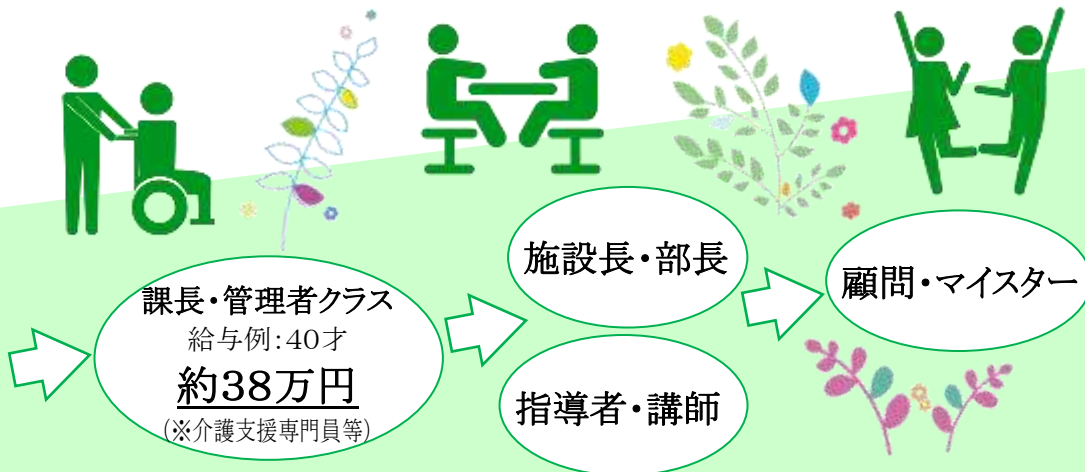 課長・管理者クラス
給与例:40才
約38万円
(※介護支援専門員等)
施設長・部長
指導者・講師
顧問・マイスター